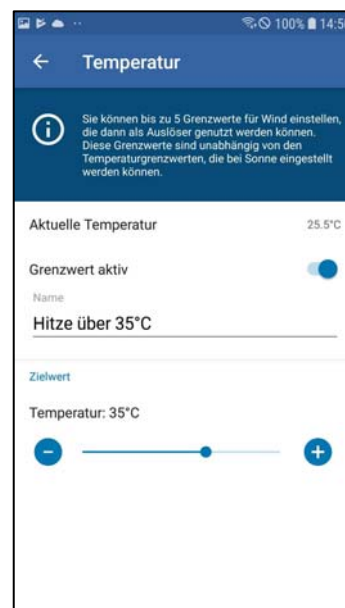 100% 14:5
Temperatur
Sie können bis zu 5 Grenzwerte für Wind einstellen,
die dann als Auslöser genutzt werden können.
Diese Grenzwerte sind unabhängig von den
Temperaturgrenzwerten, die bei Sonne eingestellt
werden können.
Aktuelle Temperatur 25.5°C
Grenzwert aktiv
Name
Hitze über 35°C
Zielwert
Temperatur: 35°C